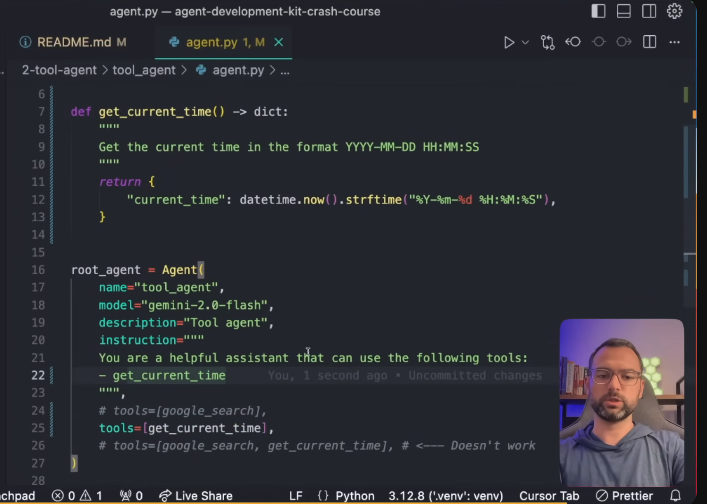 agent.py — agent-development-kit-crash-course
README.md M
agent.py 1, M
2-tool-agent > tool_agent > agent.py > ...
6
7 def get_current_time() -> dict:
8 """
9 Get the current time in the format YYYY-MM-DD HH:MM:SS
10 """
11 return {
12 "current_time": datetime.now().strftime("%Y-%m-%d %H:%M:%S"),
13 }
14
15
16 root_agent = Agent(
17 name="tool_agent",
18 model="gemini-2.0-flash",
19 description="Tool agent",
20 instruction="""
21 You are a helpful assistant that can use the following tools:
22 - get_current_time You, 1 second ago • Uncommitted changes
23 """,
24 # tools=[google_search],
25 tools=[get_current_time],
26 # tools=[google_search, get_current_time], # <--- Doesn't work
27 )
28
chpad 0 1 0 Live Share LF {} Python 3.12.8 ('.venv': venv) Cursor Tab Prettier